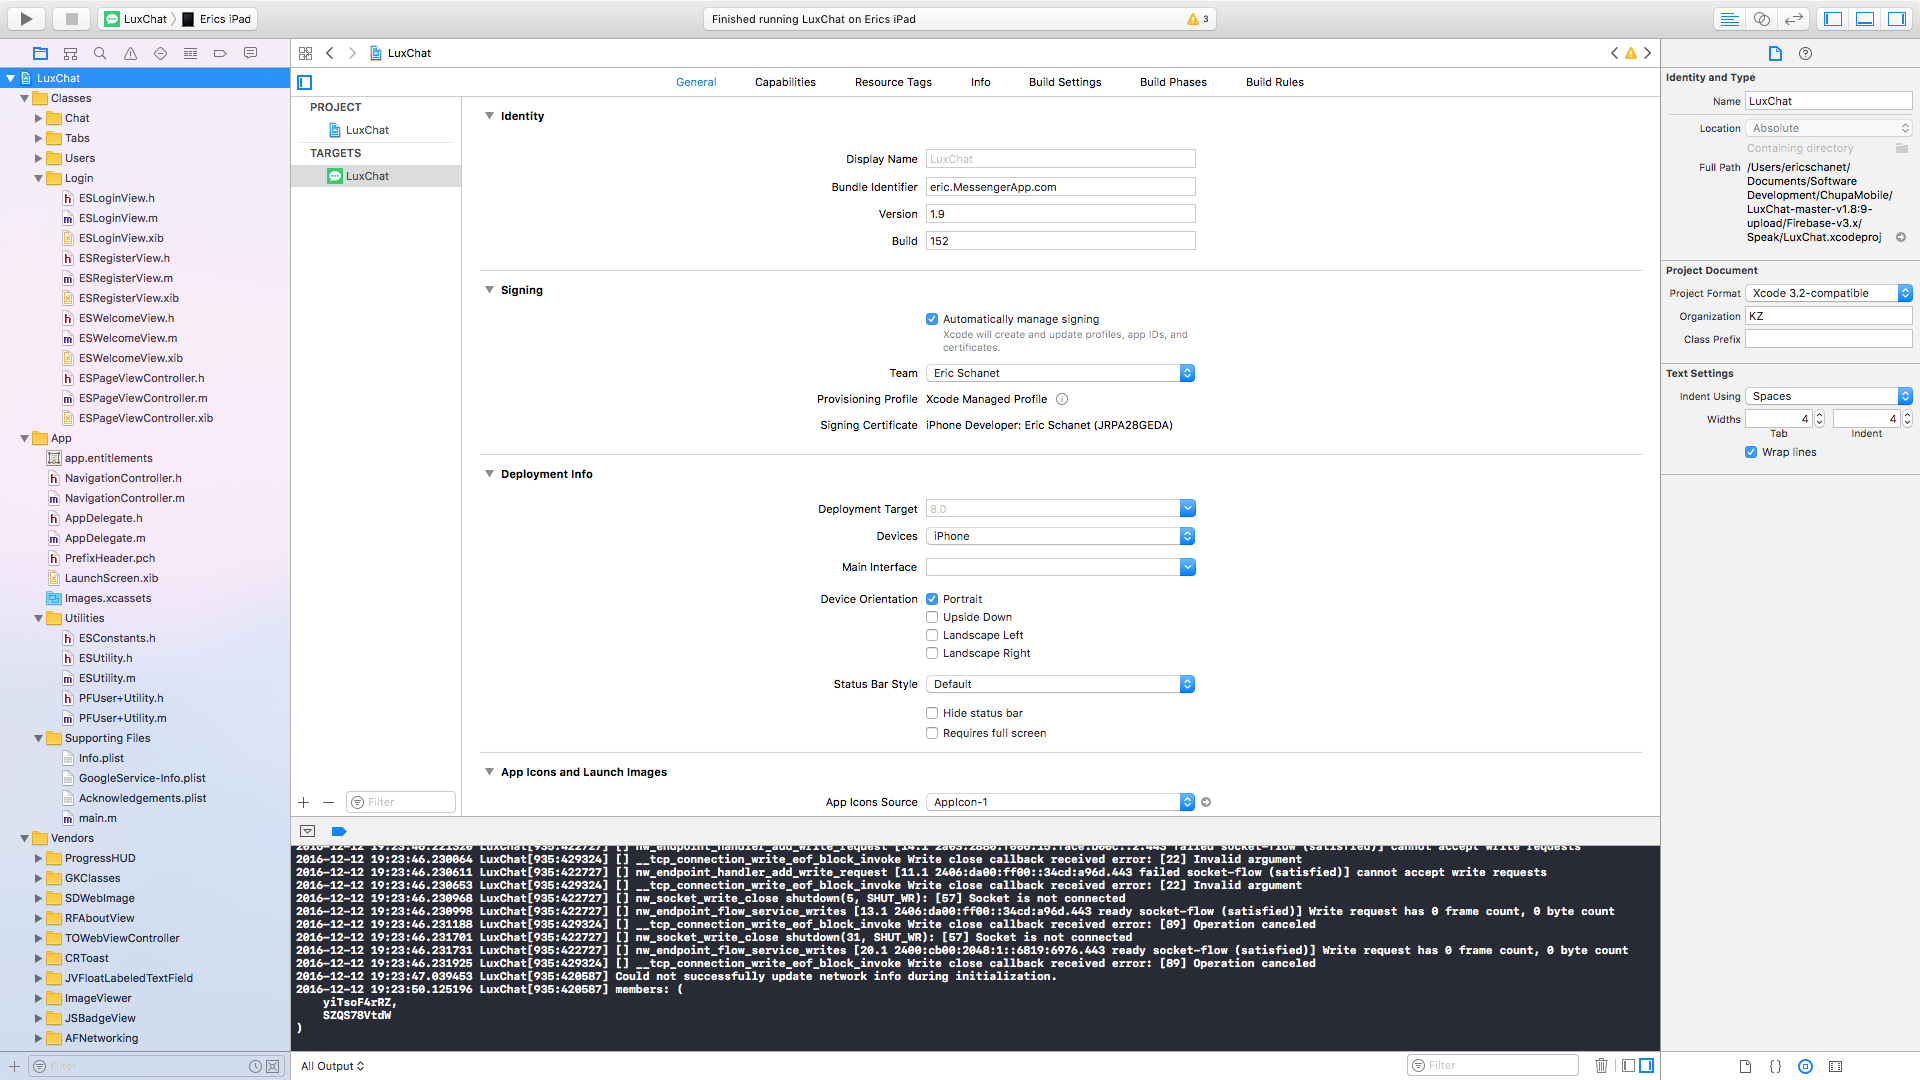 LuxChat
Erics iPad
Finished running LuxChat on Erics iPad
3
LuxChat
Classes
Chat
Tabs
Users
Login
ESLoginView.h
ESLoginView.m
ESLoginView.xib
ESRegisterView.h
ESRegisterView.m
ESRegisterView.xib
ESWelcomeView.h
ESWelcomeView.m
ESWelcomeView.xib
ESPageViewController.h
ESPageViewController.m
ESPageViewController.xib
App
app.entitlements
NavigationController.h
NavigationController.m
AppDelegate.h
AppDelegate.m
PrefixHeader.pch
LaunchScreen.xib
Images.xcassets
Utilities
ESConstants.h
ESUtility.h
ESUtility.m
PFUser+Utility.h
PFUser+Utility.m
Supporting Files
Info.plist
GoogleService-Info.plist
Acknowledgements.plist
main.m
Vendors
ProgressHUD
GKClasses
SDWebImage
RFAboutView
TOWebViewController
CRToast
JVFloatLabeledTextField
ImageViewer
JSBadgeView
AFNetworking
Filter
LuxChat
General
Capabilities
Resource Tags
Info
Build Settings
Build Phases
Build Rules
PROJECT
LuxChat
TARGETS
LuxChat
Filter
Identity
Display Name LuxChat
Bundle Identifier eric.MessengerApp.com
Version 1.9
Build 152
Signing
Automatically manage signing
Xcode will create and update profiles, app IDs, and
certificates.
Team Eric Schanet
Provisioning Profile Xcode Managed Profile
Signing Certificate iPhone Developer: Eric Schanet (JRPA28GEDA)
Deployment Info
Deployment Target 8.0
Devices iPhone
Main Interface
Device Orientation Portrait
Upside Down
Landscape Left
Landscape Right
Status Bar Style Default
Hide status bar
Requires full screen
App Icons and Launch Images
App Icons Source AppIcon-1
2016-12-12 19:23:46.230064 LuxChat[935:429324] [] __tcp_connection_write_eof_block_invoke Write close callback received error: [22] Invalid argument
2016-12-12 19:23:46.230611 LuxChat[935:422727] [] nw_endpoint_handler_add_write_request [11.1 2406:da00:ff00::34cd:a96d.443 failed socket-flow (satisfied)] cannot accept write requests
2016-12-12 19:23:46.230653 LuxChat[935:429324] [] __tcp_connection_write_eof_block_invoke Write close callback received error: [22] Invalid argument
2016-12-12 19:23:46.230968 LuxChat[935:422727] [] nw_socket_write_close shutdown(5, SHUT_WR): [57] Socket is not connected
2016-12-12 19:23:46.230998 LuxChat[935:422727] [] nw_endpoint_flow_service_writes [13.1 2406:da00:ff00::34cd:a96d.443 ready socket-flow (satisfied)] Write request has 0 frame count, 0 byte count
2016-12-12 19:23:46.231188 LuxChat[935:429324] [] __tcp_connection_write_eof_block_invoke Write close callback received error: [89] Operation canceled
2016-12-12 19:23:46.231701 LuxChat[935:422727] [] nw_socket_write_close shutdown(31, SHUT_WR): [57] Socket is not connected
2016-12-12 19:23:46.231731 LuxChat[935:422727] [] nw_endpoint_flow_service_writes [20.1 2400:cb00:2048:1::6819:6976.443 ready socket-flow (satisfied)] Write request has 0 frame count, 0 byte count
2016-12-12 19:23:46.231925 LuxChat[935:429324] [] __tcp_connection_write_eof_block_invoke Write close callback received error: [89] Operation canceled
2016-12-12 19:23:47.039453 LuxChat[935:420587] Could not successfully update network info during initialization.
2016-12-12 19:23:50.125196 LuxChat[935:420587] members: (
yiTsoF4rRZ,
SZQS78VtdW
)
All Output
Filter
Identity and Type
Name LuxChat
Location Absolute
Containing directory
Full Path /Users/ericschanet/
Documents/Software
Development/ChupaMobile/
LuxChat-master-v1.8:9-
upload/Firebase-v3.x/
Speak/LuxChat.xcodeproj
Project Document
Project Format Xcode 3.2-compatible
Organization KZ
Class Prefix
Text Settings
Indent Using Spaces
Widths 4 4
Tab Indent
Wrap lines
{}